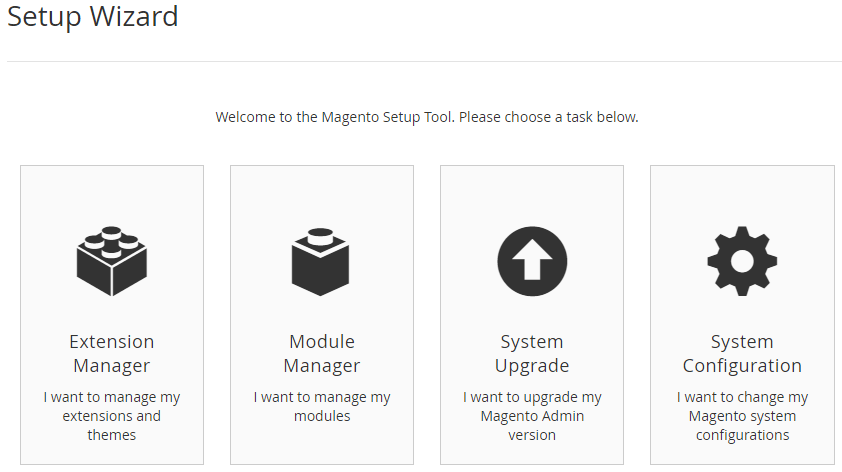 Setup Wizard
Welcome to the Magento Setup Tool. Please choose a task below.
Extension
Manager
I want to manage my
extensions and
themes
Module
Manager
I want to manage my
modules
System
Upgrade
I want to upgrade my
Magento Admin
version
System
Configuration
I want to change my
Magento system
configurations